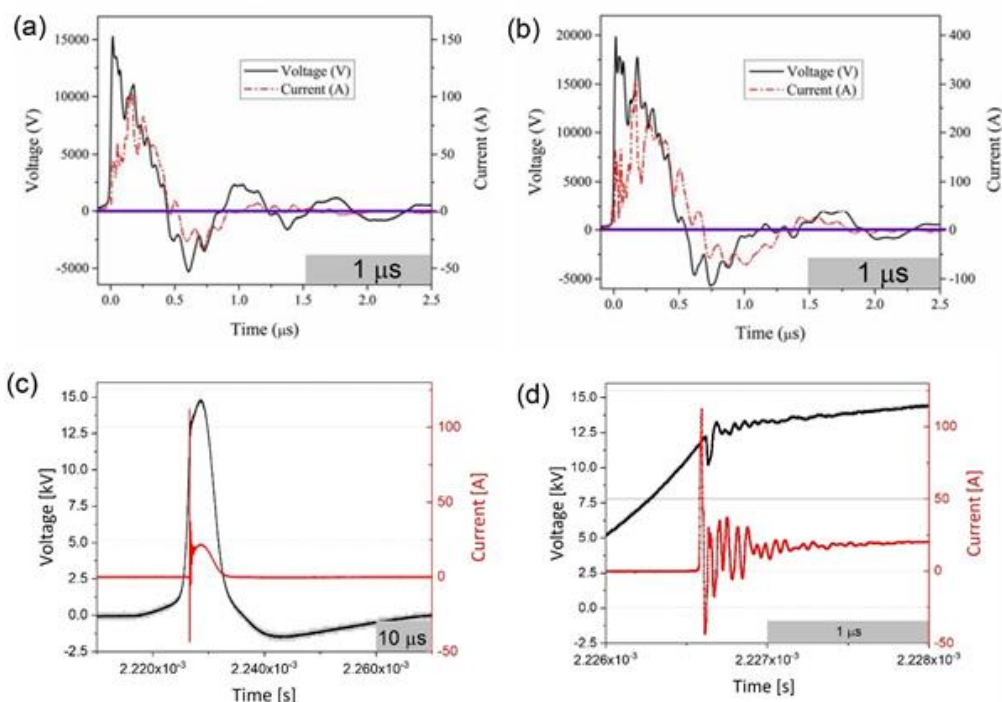 (a)
15000
10000
5000
0
-5000
Voltage (V)
150
100
50
0
-50
Current (A)
Voltage (V)
Current (A)
1 μs
0.0 0.5 1.0 1.5 2.0 2.5
Time (μs)
(b)
20000
15000
10000
5000
0
-5000
Voltage (V)
400
300
200
100
0
-100
Current (A)
Voltage (V)
Current (A)
1 μs
0.0 0.5 1.0 1.5 2.0 2.5
Time (μs)
(c)
15.0
12.5
10.0
7.5
5.0
2.5
0.0
-2.5
Voltage [kV]
100
50
0
-50
Current [A]
10 μs
2.220x10-3 2.240x10-3 2.260x10-3
Time [s]
(d)
15.0
12.5
10.0
7.5
5.0
2.5
0.0
-2.5
Voltage [kV]
100
50
0
-50
Current [A]
1 μs
2.226x10-3 2.227x10-3 2.228x10-3
Time [s]